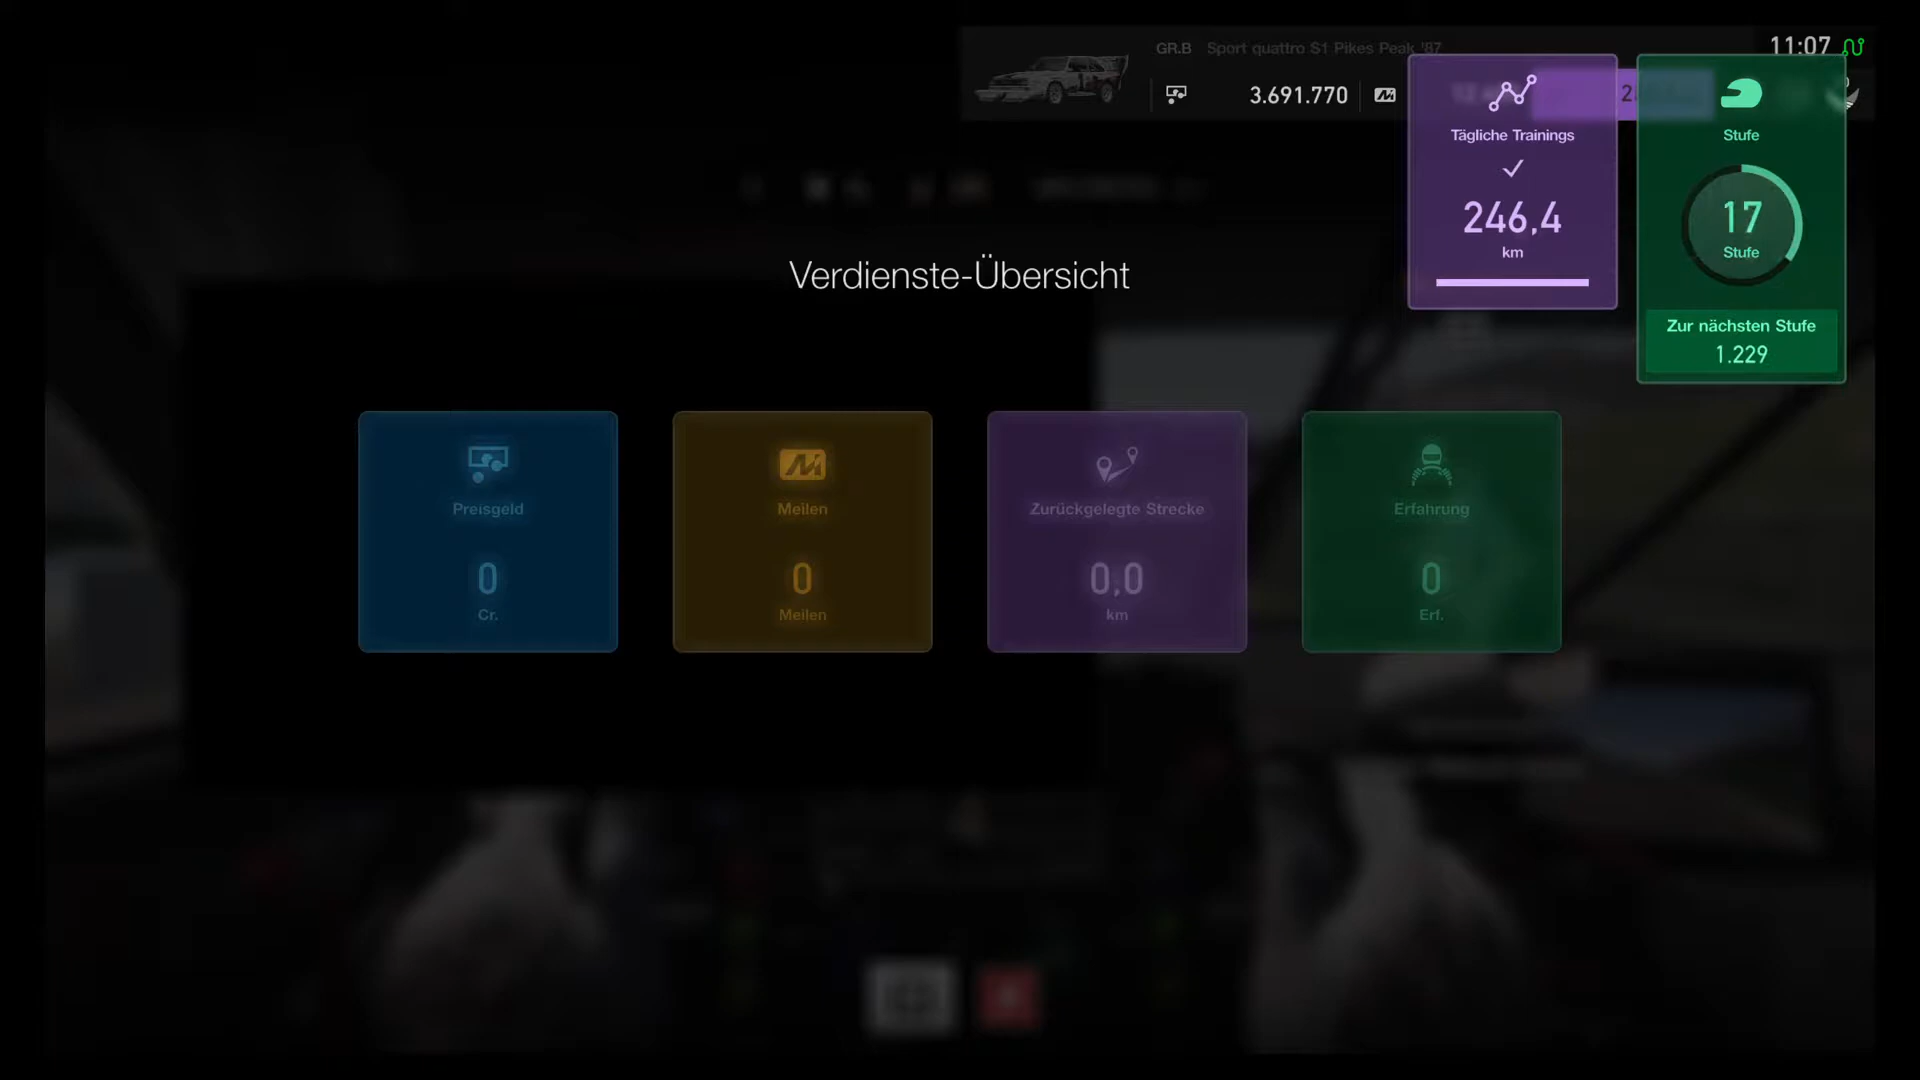 GR.B Sport quattro S1 Pikes Peak '87
11:07
3.691.770
Tägliche Trainings
246,4
km
Stufe
17
Stufe
Zur nächsten Stufe
1.229
Verdienste-Übersicht
Preisgeld
0
Cr.
Meilen
0
Meilen
Zurückgelegte Strecke
0,0
km
Erfahrung
0
Erf.